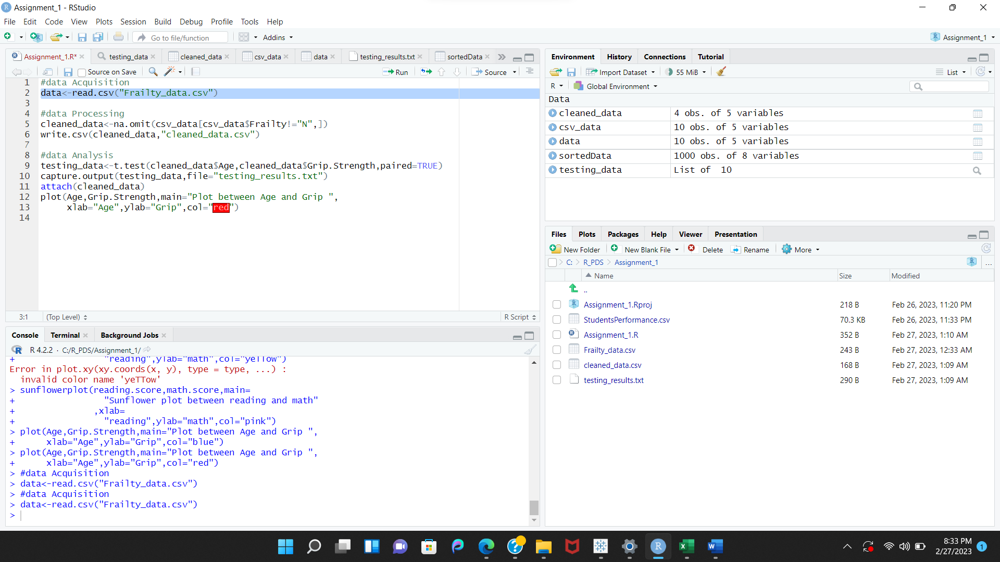 Assignment_1 - RStudio
File Edit Code View Plots Session Build Debug Profile Tools Help
Go to file/function Addins Assignment_1
Assignment_1.R* testing_data cleaned_data csv_data data testing_results.txt sortedData
Source on Save Run Source
1 #data Acquisition
2 data<-read.csv("Frailty_data.csv")
3
4 #data Processing
5 cleaned_data<-na.omit(csv_data[csv_data$Frailty!="N",])
6 write.csv(cleaned_data,"cleaned_data.csv")
7
8 #data Analysis
9 testing_data<-t.test(cleaned_data$Age,cleaned_data$Grip.Strength,paired=TRUE)
10 capture.output(testing_data,file="testing_results.txt")
11 attach(cleaned_data)
12 plot(Age,Grip.Strength,main="Plot between Age and Grip ",
13 xlab="Age",ylab="Grip",col="red")
14
3:1 (Top Level) R Script
Console Terminal Background Jobs
R 4.2.2 · C:/R_PDS/Assignment_1/
+ "reading",ylab="math",col="yeTTow")
Error in plot.xy(xy.coords(x, y), type = type, ...) :
invalid color name 'yeTTow'
> sunflowerplot(reading.score,math.score,main=
+ "Sunflower plot between reading and math"
+ ,xlab=
+ "reading",ylab="math",col="pink")
> plot(Age,Grip.Strength,main="Plot between Age and Grip ",
+ xlab="Age",ylab="Grip",col="blue")
> plot(Age,Grip.Strength,main="Plot between Age and Grip ",
+ xlab="Age",ylab="Grip",col="red")
> #data Acquisition
> data<-read.csv("Frailty_data.csv")
> #data Acquisition
> data<-read.csv("Frailty_data.csv")
>
Environment History Connections Tutorial
Import Dataset 55 MiB List
R Global Environment
Data
cleaned_data 4 obs. of 5 variables
csv_data 10 obs. of 5 variables
data 10 obs. of 5 variables
sortedData 1000 obs. of 8 variables
testing_data List of 10
Files Plots Packages Help Viewer Presentation
New Folder New Blank File Delete Rename More
C: R_PDS Assignment_1 ...
Name Size Modified
..
Assignment_1.Rproj 218 B Feb 26, 2023, 11:20 PM
StudentsPerformance.csv 70.3 KB Feb 26, 2023, 11:33 PM
Assignment_1.R 352 B Feb 27, 2023, 1:10 AM
Frailty_data.csv 243 B Feb 27, 2023, 12:33 AM
cleaned_data.csv 168 B Feb 27, 2023, 1:09 AM
testing_results.txt 290 B Feb 27, 2023, 1:09 AM
8:33 PM
2/27/2023 1